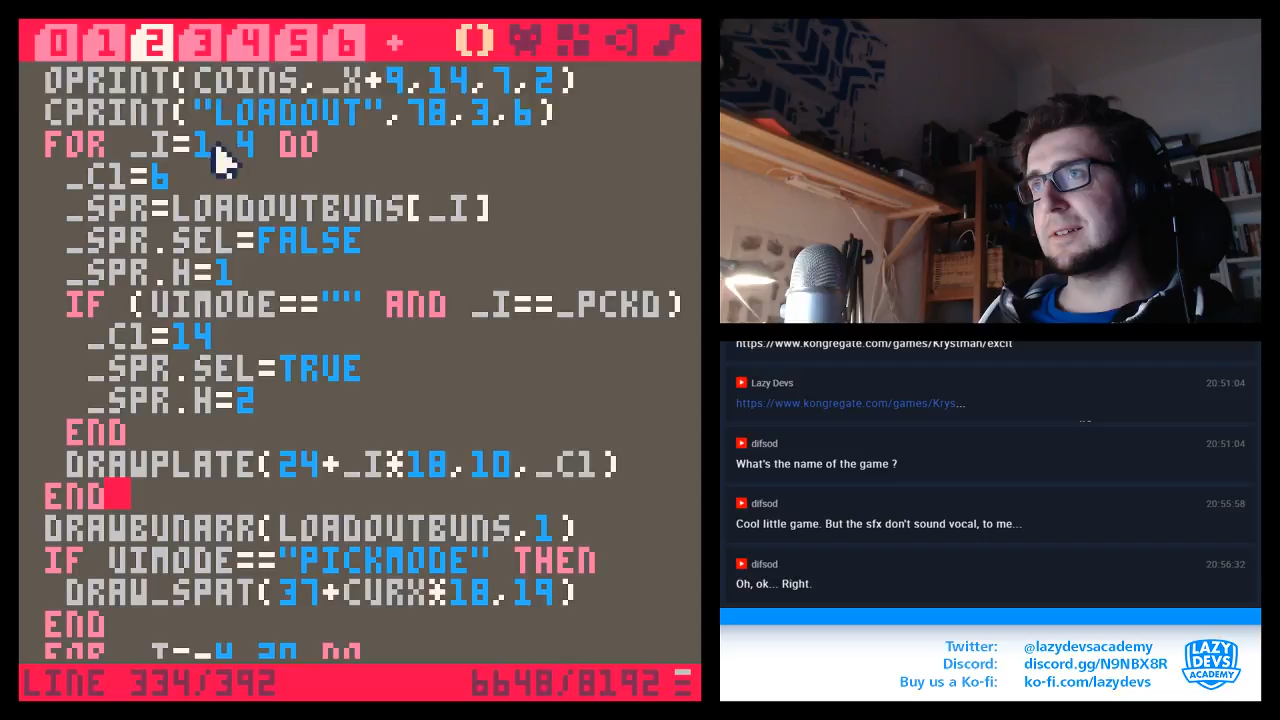 0 1 2 3 4 5 6 +
OPRINT(COINS,_X+9,14,7,2)
CPRINT("LOADOUT",78,3,6)
FOR _I=1,4 DO
_C1=6
_SPR=LOADOUTBUNS[_I]
_SPR.SEL=FALSE
_SPR.H=1
IF (UIMODE=="" AND _I==_PCKD)
_C1=14
_SPR.SEL=TRUE
_SPR.H=2
END
DRAWPLATE(24+_I*18,10,_C1)
END
DRAWBUNARR(LOADOUTBUNS,1)
IF UIMODE=="PICKMODE" THEN
DRAW_SPAT(37+CURX*18,19)
END
LINE 334/392
6648/8192
https://www.kongregate.com/games/Krystman/excit
Lazy Devs 20:51:04
https://www.kongregate.com/games/Krys...
difsod 20:51:04
What's the name of the game ?
difsod 20:55:58
Cool little game. But the sfx don't sound vocal, to me...
difsod 20:56:32
Oh, ok... Right.
Twitter: @lazydevsacademy
Discord: discord.gg/N9NBX8R
Buy us a Ko-fi: ko-fi.com/lazydevs
LAZY
DEVS
ACADEMY